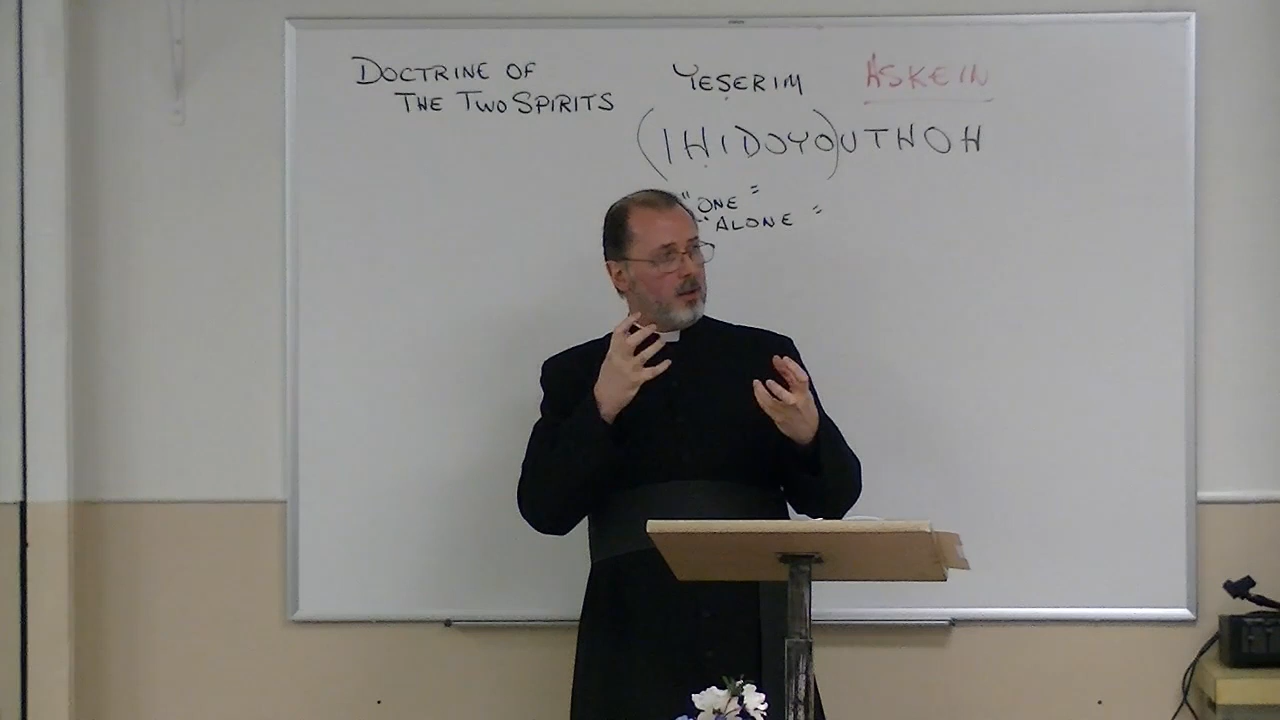 DOCTRINE OF
THE TWO SPIRITS
YESERIM
ASKEIN
(IHIDOYO)UTHOH
"ONE"
"ALONE"